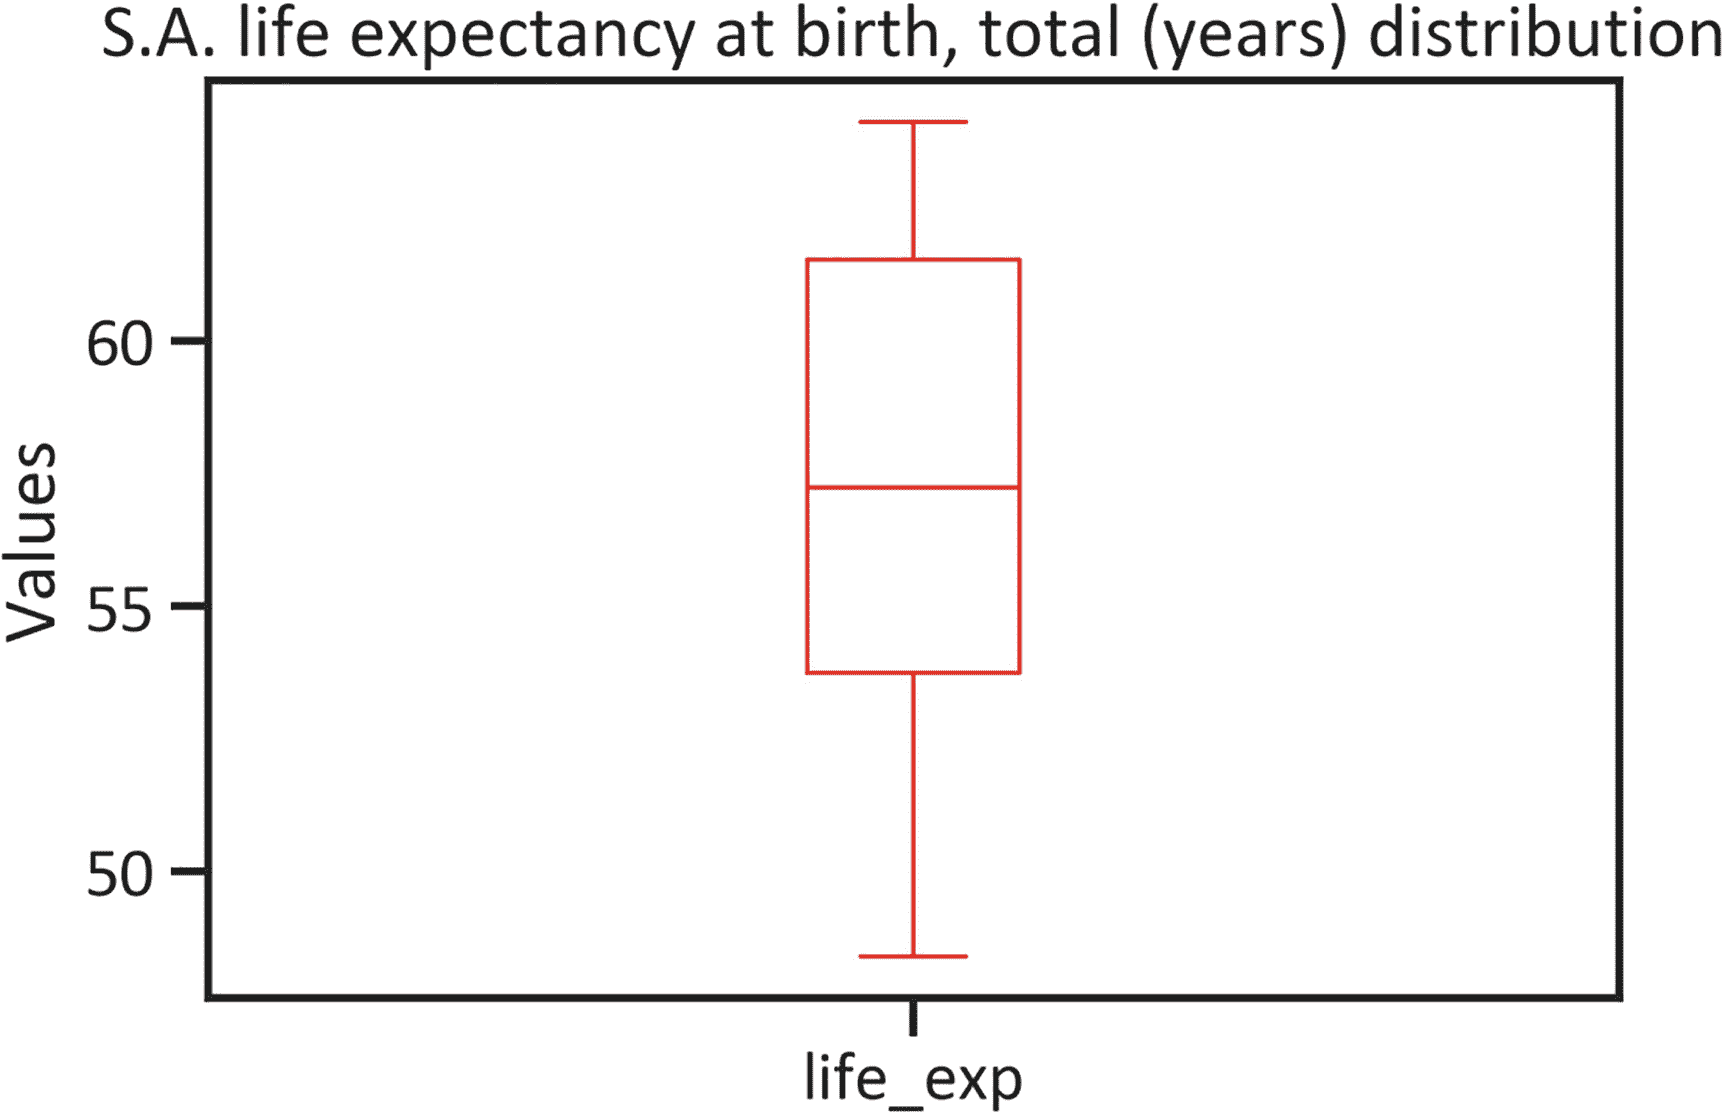 S.A. life expectancy at birth, total (years) distribution
60
55
50
Values
life_exp